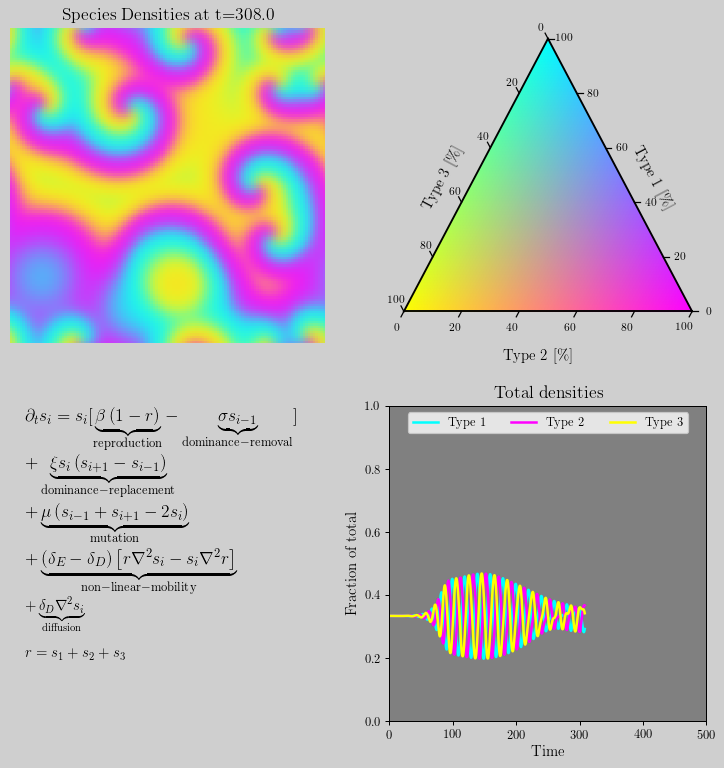 Species Densities at t=308.0
0
100
20
80
40
60
Type 3 [%]
Type 1 [%]
60
40
80
20
100
0
0 20 40 60 80 100
Type 2 [%]
∂ₜsᵢ = sᵢ[β (1 − r) − σsᵢ₋₁ ]
reproduction dominance−removal
+ ξsᵢ (sᵢ₊₁ − sᵢ₋₁)
dominance−replacement
+ μ (sᵢ₋₁ + sᵢ₊₁ − 2sᵢ)
mutation
+ (δ_E − δ_D) [r∇²sᵢ − sᵢ∇²r]
non−linear−mobility
+ δ_D∇²sᵢ
diffusion
r = s₁ + s₂ + s₃
Total densities
Type 1 Type 2 Type 3
Fraction of total
1.0
0.8
0.6
0.4
0.2
0.0
0 100 200 300 400 500
Time